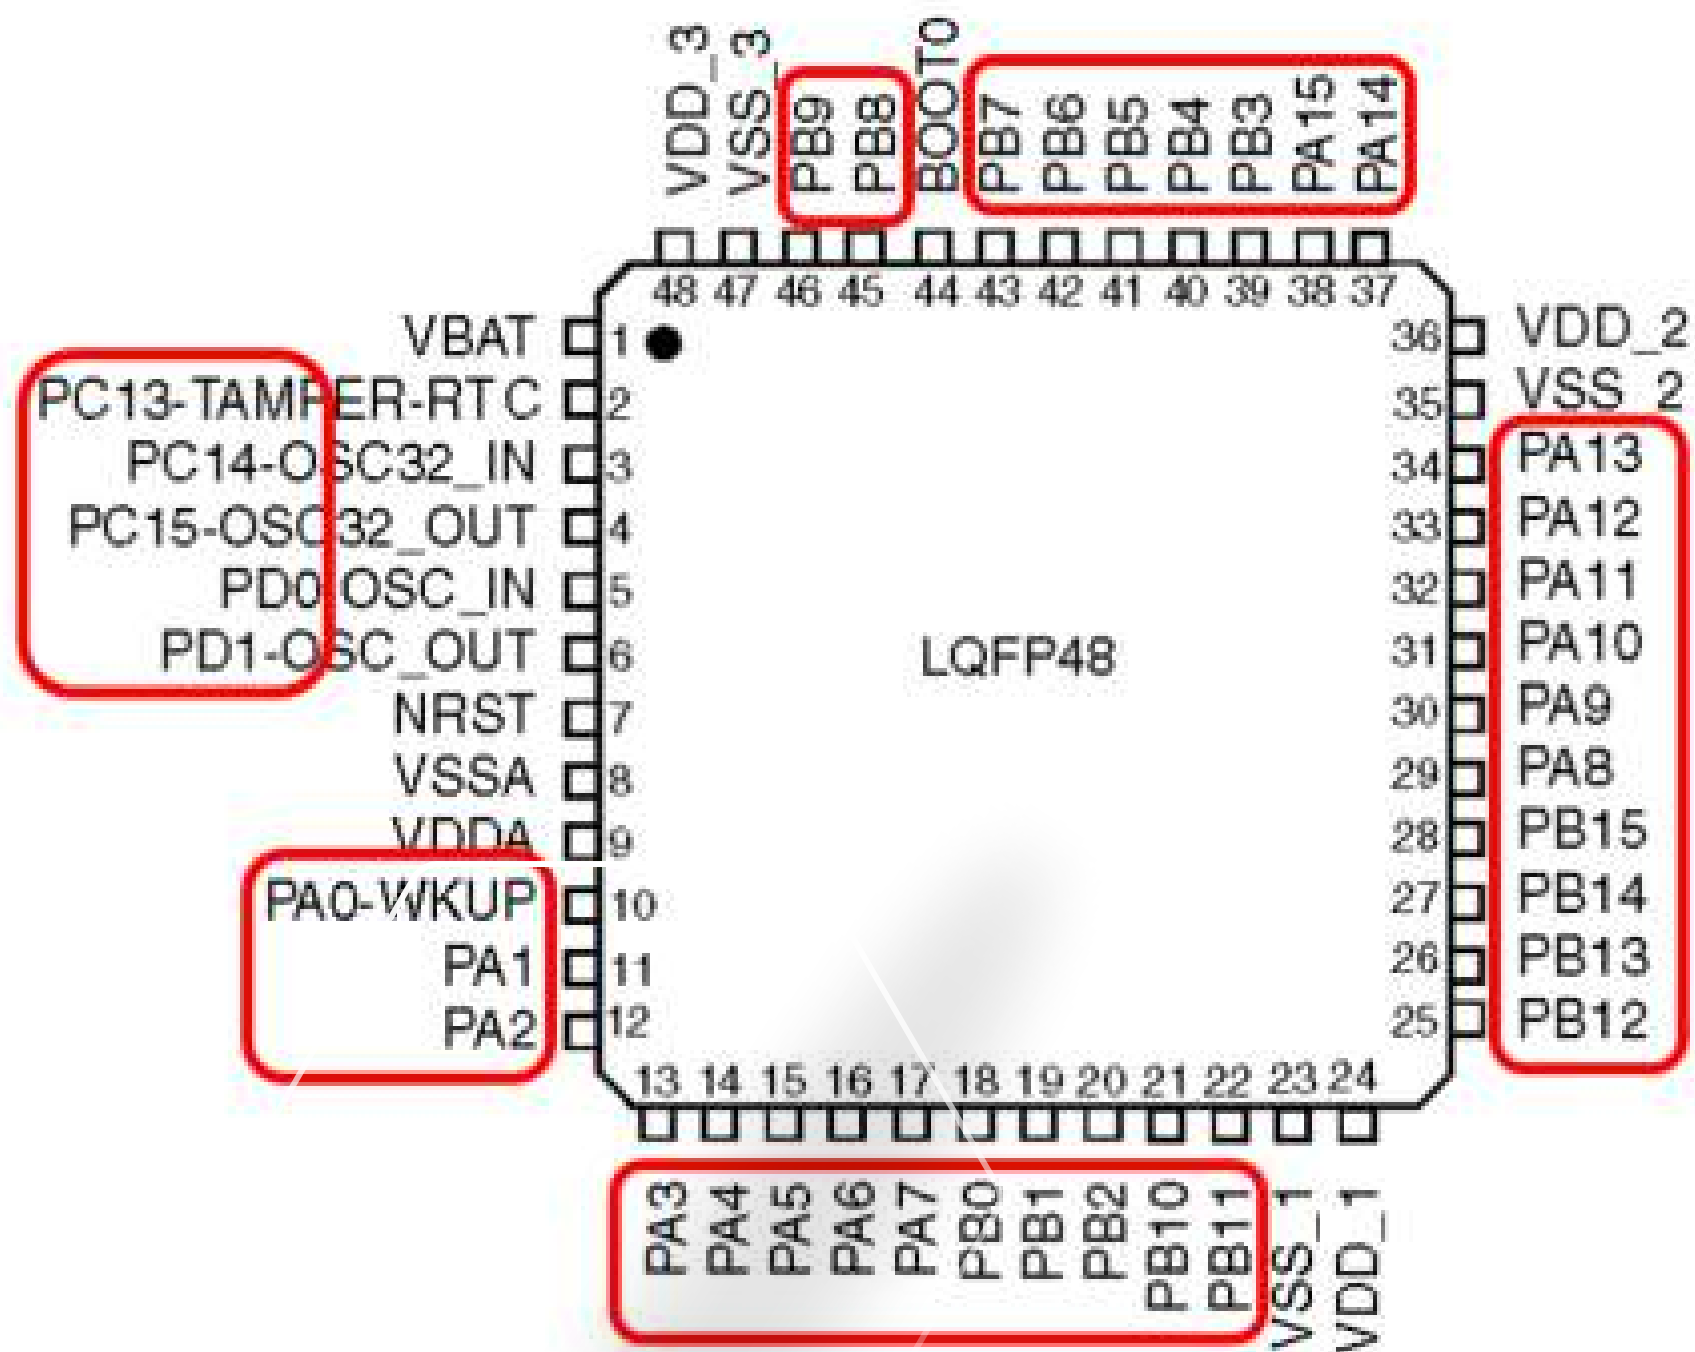 VDD_3
VSS_3
PB9
PB8
BOOT0
PB7
PB6
PB5
PB4
PB3
PA15
PA14
48 47 46 45 44 43 42 41 40 39 38 37
VBAT 1
PC13-TAMPER-RTC 2
PC14-OSC32_IN 3
PC15-OSC32_OUT 4
PD0 OSC_IN 5
PD1-OSC_OUT 6
NRST 7
VSSA 8
VDDA 9
PA0-WKUP 10
PA1 11
PA2 12
LQFP48
36 VDD_2
35 VSS_2
34 PA13
33 PA12
32 PA11
31 PA10
30 PA9
29 PA8
28 PB15
27 PB14
26 PB13
25 PB12
13 14 15 16 17 18 19 20 21 22 23 24
PA3
PA4
PA5
PA6
PA7
PB0
PB1
PB2
PB10
PB11
VSS_1
VDD_1